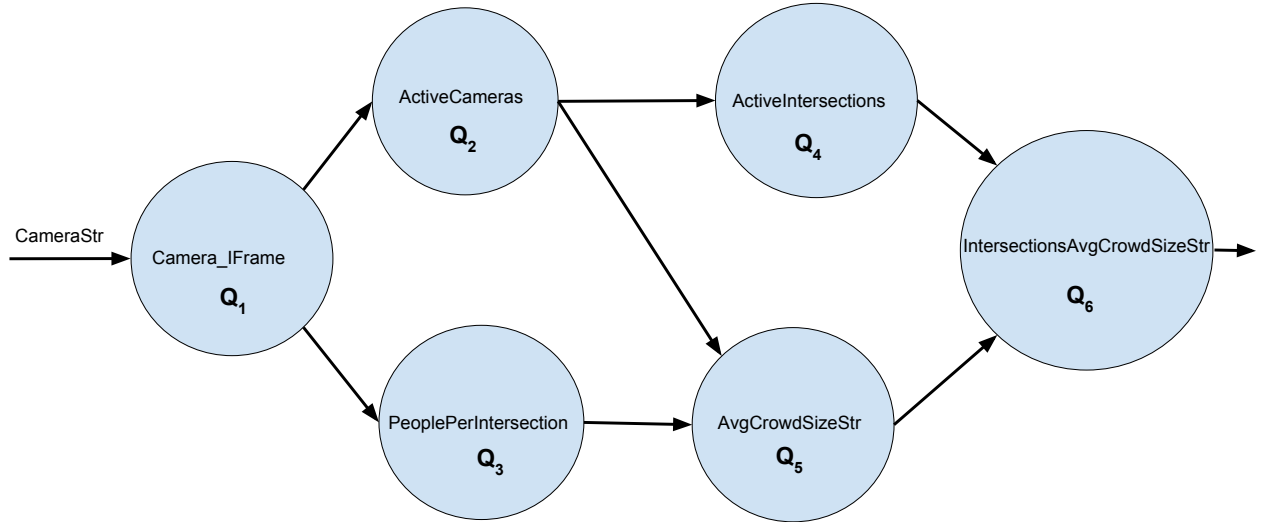 ActiveCameras
Q2
ActiveIntersections
Q4
CameraStr
Camera_IFrame
Q1
IntersectionsAvgCrowdSizeStr
Q6
PeoplePerIntersection
Q3
AvgCrowdSizeStr
Q5